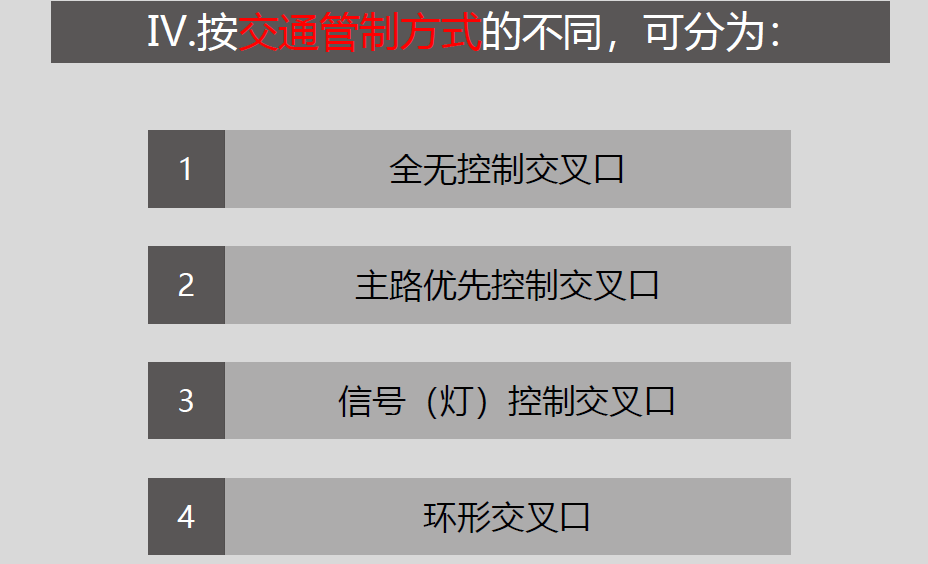 IV.按交通管制方式的不同，可分为：
1 全无控制交叉口
2 主路优先控制交叉口
3 信号（灯）控制交叉口
4 环形交叉口